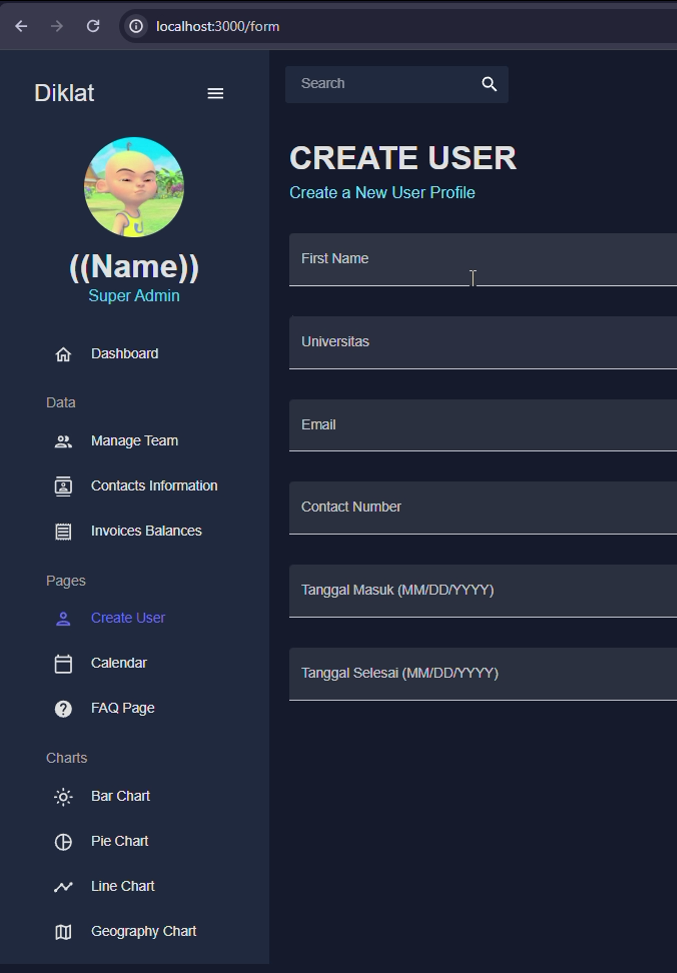 localhost:3000/form
Diklat
((Name))
Super Admin
Dashboard
Data
Manage Team
Contacts Information
Invoices Balances
Pages
Create User
Calendar
FAQ Page
Charts
Bar Chart
Pie Chart
Line Chart
Geography Chart
Search
CREATE USER
Create a New User Profile
First Name
Universitas
Email
Contact Number
Tanggal Masuk (MM/DD/YYYY)
Tanggal Selesai (MM/DD/YYYY)